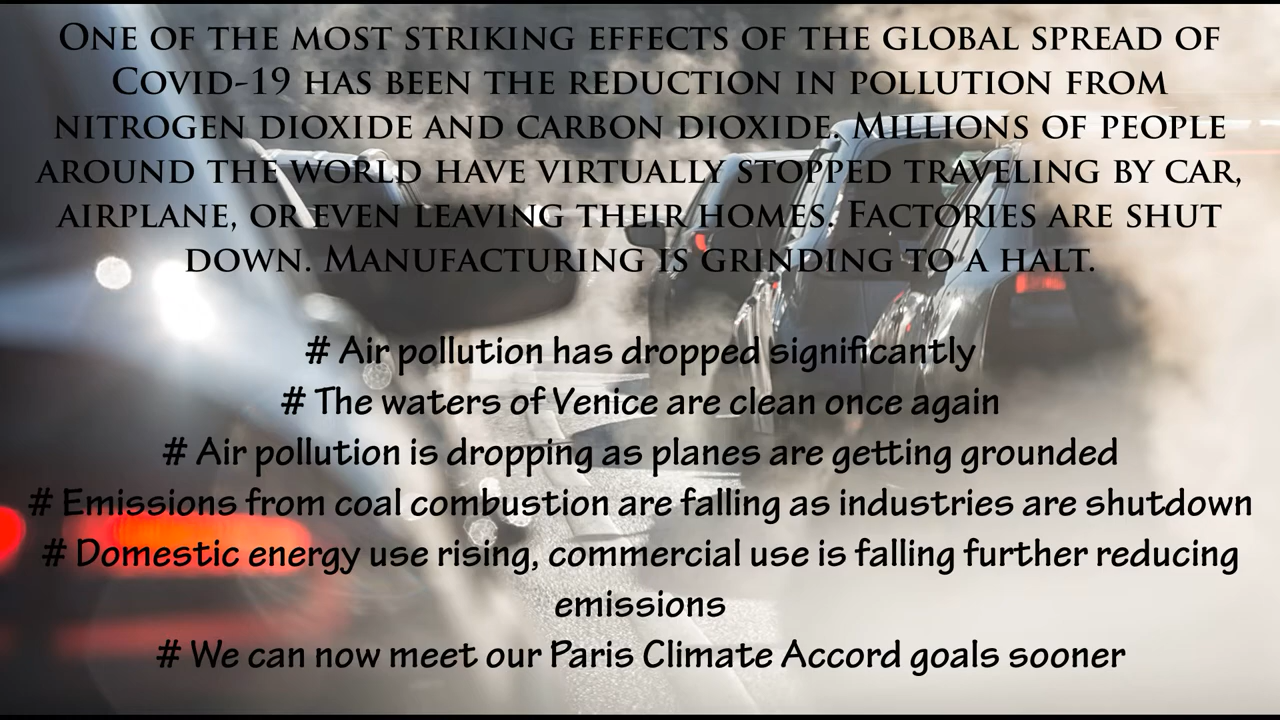 One of the most striking effects of the global spread of
Covid-19 has been the reduction in pollution from
nitrogen dioxide and carbon dioxide. Millions of people
around the world have virtually stopped traveling by car,
airplane, or even leaving their homes. Factories are shut
down. Manufacturing is grinding to a halt.
# Air pollution has dropped significantly
# The waters of Venice are clean once again
# Air pollution is dropping as planes are getting grounded
# Emissions from coal combustion are falling as industries are shutdown
# Domestic energy use rising, commercial use is falling further reducing
emissions
# We can now meet our Paris Climate Accord goals sooner